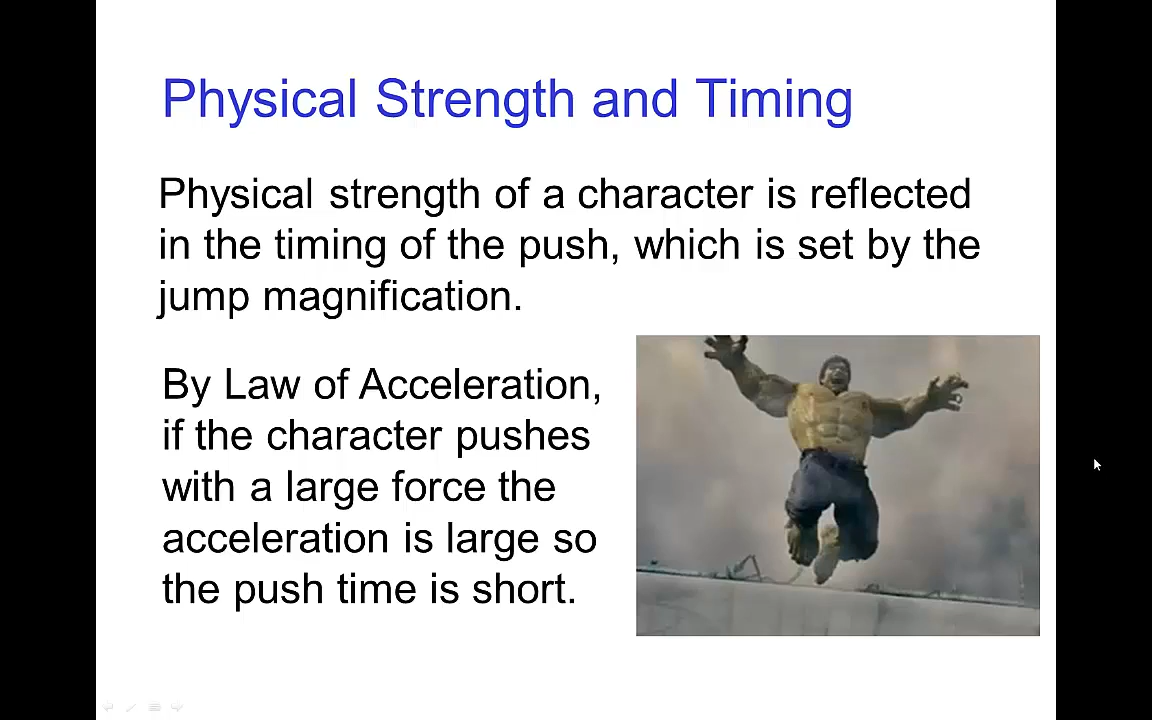 Physical Strength and Timing
Physical strength of a character is reflected
in the timing of the push, which is set by the
jump magnification.
By Law of Acceleration,
if the character pushes
with a large force the
acceleration is large so
the push time is short.